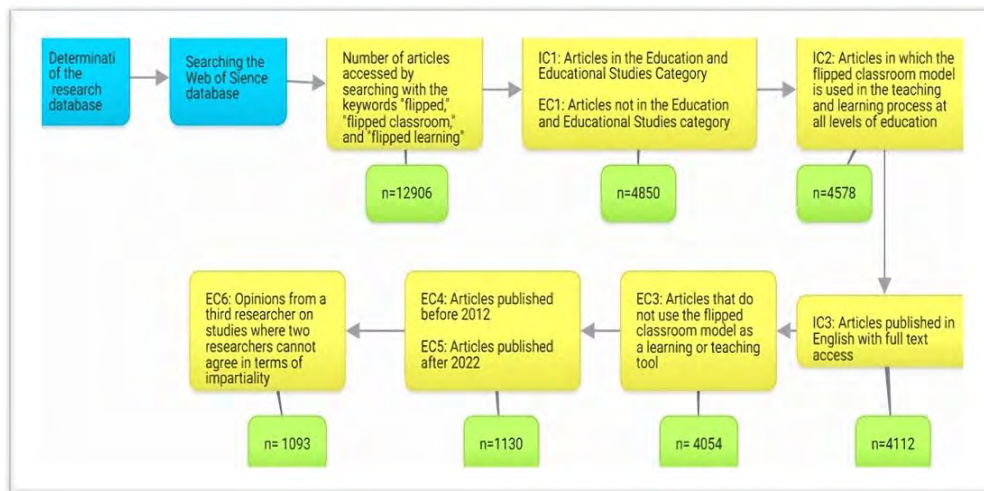 Determinati
of the
research
database
Searching the
Web of Sience
database
Number of articles
accessed by
searching with the
keywords "flipped,"
"flipped classroom,"
and "flipped learning"
IC1: Articles in the Education and
Educational Studies Category
EC1: Articles not in the Education
and Educational Studies category
IC2: Articles in which the
flipped classroom model
is used in the teaching
and learning process at
all levels of education
n=12906
n=4850
n=4578
EC6: Opinions from a
third researcher on
studies where two
researchers cannot
agree in terms of
impartiality
EC4: Articles published
before 2012
EC5: Articles published
after 2022
EC3: Articles that do
not use the flipped
classroom model as
a learning or teaching
tool
IC3: Articles published in
English with full text
access
n= 1093
n=1130
n= 4054
n=4112